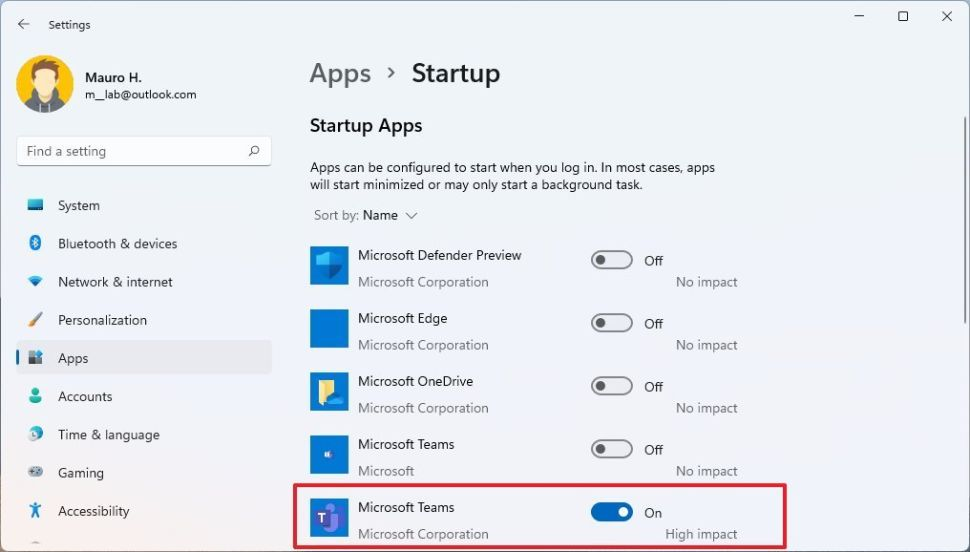 Settings
Mauro H.
m__lab@outlook.com
Find a setting
System
Bluetooth & devices
Network & internet
Personalization
Apps
Accounts
Time & language
Gaming
Accessibility
Apps > Startup
Startup Apps
Apps can be configured to start when you log in. In most cases, apps
will start minimized or may only start a background task.
Sort by: Name
Microsoft Defender Preview
Microsoft Corporation
Off
No impact
Microsoft Edge
Microsoft Corporation
Off
No impact
Microsoft OneDrive
Microsoft Corporation
Off
No impact
Microsoft Teams
Microsoft
Off
No impact
Microsoft Teams
Microsoft Corporation
On
High impact